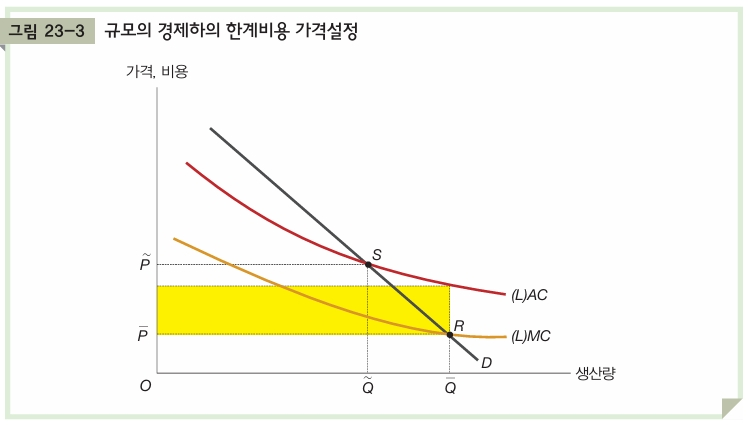 그림 23-3 규모의 경제하의 한계비용 가격설정
가격, 비용
P̃
S
(L)AC
P̄
R
(L)MC
D
O
Q̃
Q̄
생산량